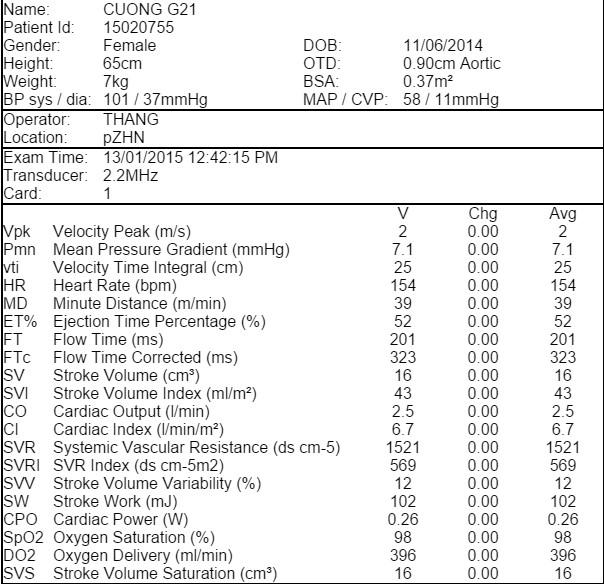 Name: CUONG G21
Patient Id: 15020755
Gender: Female DOB: 11/06/2014
Height: 65cm OTD: 0.90cm Aortic
Weight: 7kg BSA: 0.37m²
BP sys / dia: 101 / 37mmHg MAP / CVP: 58 / 11mmHg
Operator: THANG
Location: pZHN
Exam Time: 13/01/2015 12:42:15 PM
Transducer: 2.2MHz
Card: 1
V Chg Avg
Vpk Velocity Peak (m/s) 2 0.00 2
Pmn Mean Pressure Gradient (mmHg) 7.1 0.00 7.1
vti Velocity Time Integral (cm) 25 0.00 25
HR Heart Rate (bpm) 154 0.00 154
MD Minute Distance (m/min) 39 0.00 39
ET% Ejection Time Percentage (%) 52 0.00 52
FT Flow Time (ms) 201 0.00 201
FTc Flow Time Corrected (ms) 323 0.00 323
SV Stroke Volume (cm³) 16 0.00 16
SVI Stroke Volume Index (ml/m²) 43 0.00 43
CO Cardiac Output (l/min) 2.5 0.00 2.5
CI Cardiac Index (l/min/m²) 6.7 0.00 6.7
SVR Systemic Vascular Resistance (ds cm-5) 1521 0.00 1521
SVRI SVR Index (ds cm-5m2) 569 0.00 569
SVV Stroke Volume Variability (%) 12 0.00 12
SW Stroke Work (mJ) 102 0.00 102
CPO Cardiac Power (W) 0.26 0.00 0.26
SpO2 Oxygen Saturation (%) 98 0.00 98
DO2 Oxygen Delivery (ml/min) 396 0.00 396
SVS Stroke Volume Saturation (cm³) 16 0.00 16